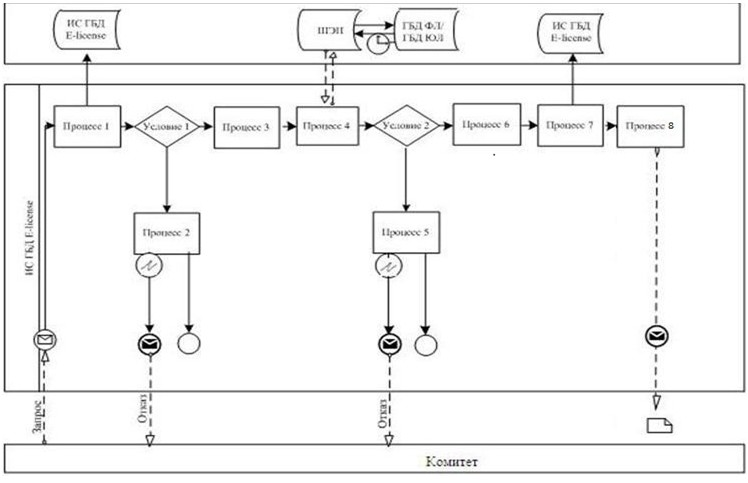 ИС ГБД
E-license
ШЭП
ГБД ФЛ/
ГБД ЮЛ
ИС ГБД
E-license
Процесс 1
Условие 1
Процесс 3
Процесс 4
Условие 2
Процесс 6
Процесс 7
Процесс 8
ИС ГБД E-license
Процесс 2
Процесс 5
Запрос
Отказ
Отказ
Комитет